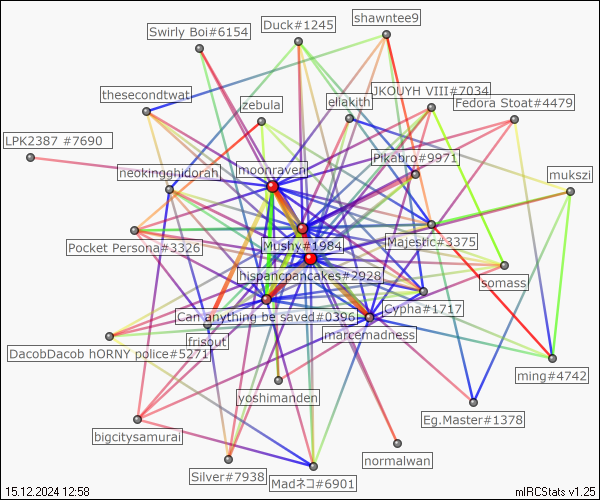 shawntee9
Duck#1245
Swirly Boi#6154
JKOUYH VIII#7034
thesecondtwat
eliakith
zebula
Fedora Stoat#4479
LPK2387 #7690
Pikabro#9971
neokingghidorah
moonraven
mukszi
Mushy#1984
Majestic#3375
Pocket Persona#3326
hispancpancakes#2928
somass
Can anything be saved#0396
Cypha#1717
marcemadness
frisout
DacobDacob hORNY police#5271
ming#4742
yoshimanden
Eg.Master#1378
bigcitysamurai
normalwan
Silver#7938
Madネコ#6901
15.12.2024 12:58
mIRCStats v1.25